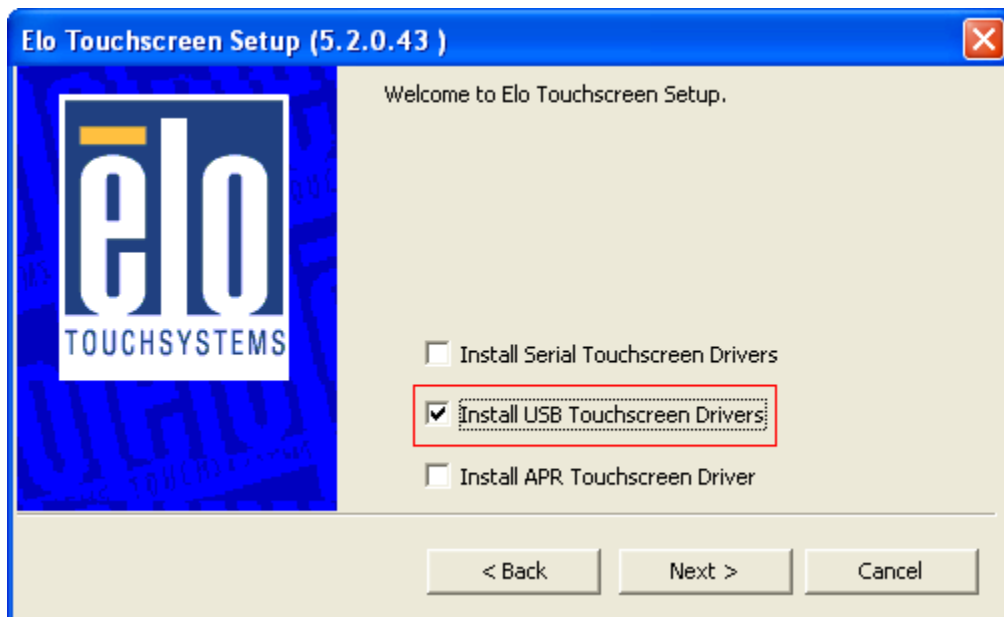 Elo Touchscreen Setup (5.2.0.43 )
Welcome to Elo Touchscreen Setup.
ēlo
TOUCHSYSTEMS
Install Serial Touchscreen Drivers
Install USB Touchscreen Drivers
Install APR Touchscreen Driver
< Back
Next >
Cancel